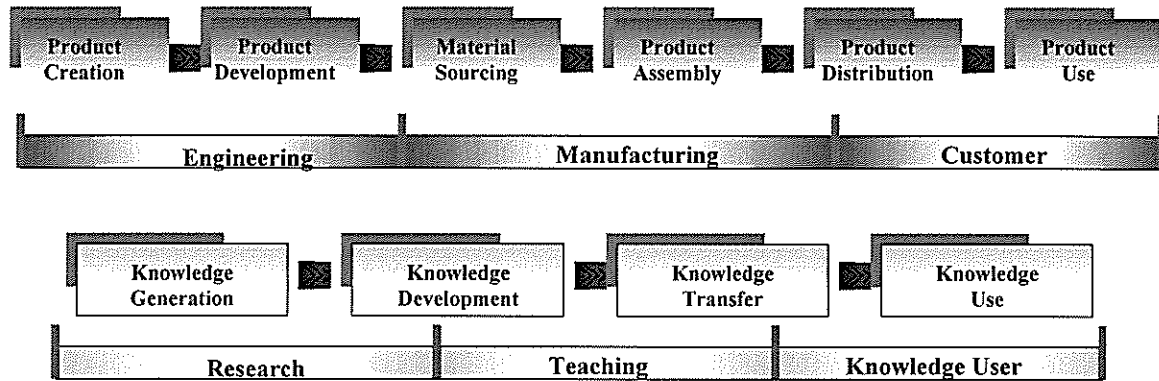 Product Creation
Product Development
Material Sourcing
Product Assembly
Product Distribution
Product Use
Engineering
Manufacturing
Customer
Knowledge Generation
Knowledge Development
Knowledge Transfer
Knowledge Use
Research
Teaching
Knowledge User